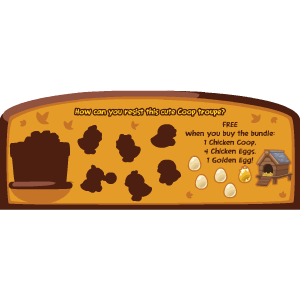 How can you resist this cute Coop troupe?
FREE
when you buy the bundle:
1 Chicken Coop,
4 Chicken Eggs,
1 Golden Egg!